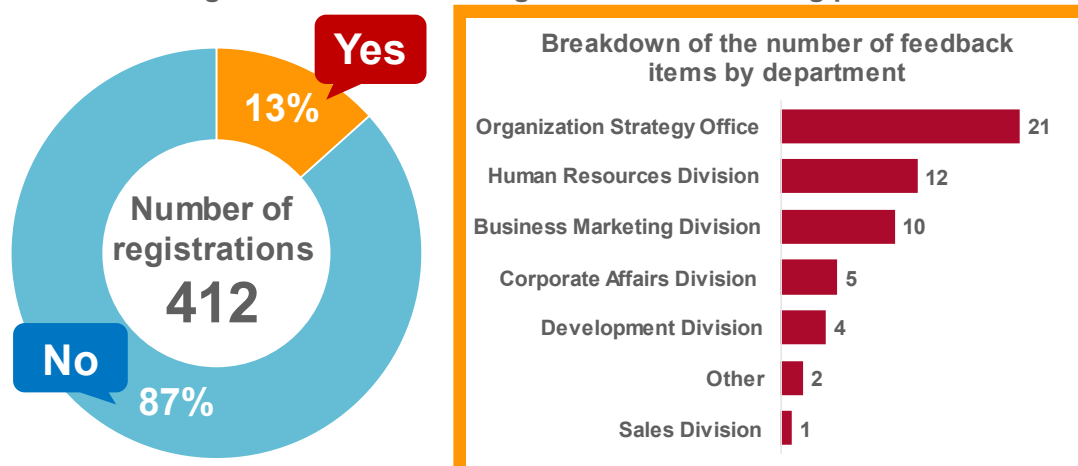 Yes
13%
Number of
registrations
412
No
87%
Breakdown of the number of feedback
items by department
Organization Strategy Office 21
Human Resources Division 12
Business Marketing Division 10
Corporate Affairs Division 5
Development Division 4
Other 2
Sales Division 1